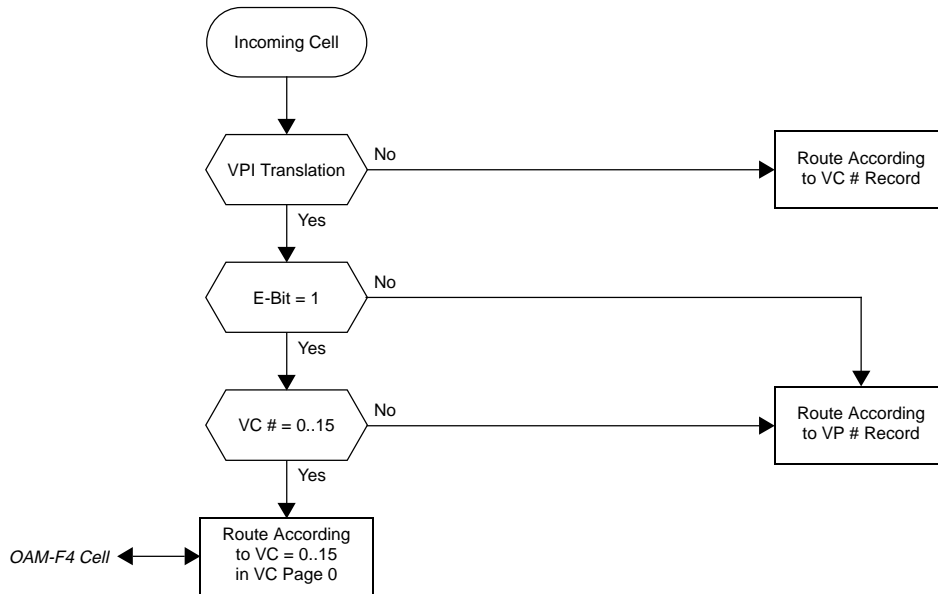 Incoming Cell
VPI Translation
No
Route According
to VC # Record
Yes
E-Bit = 1
No
Yes
VC # = 0..15
No
Route According
to VP # Record
Yes
OAM-F4 Cell
Route According
to VC = 0..15
in VC Page 0